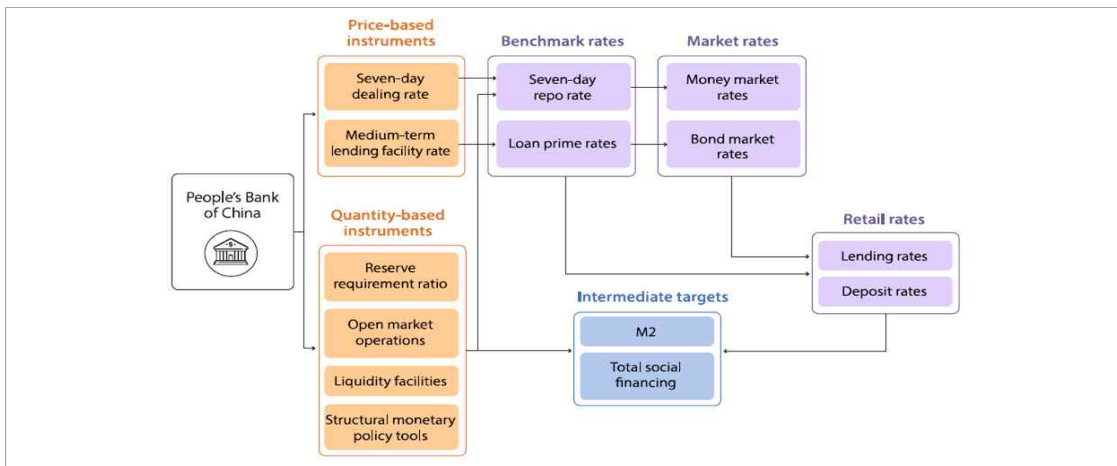 Price-based
instruments
Benchmark rates
Market rates
Seven-day
dealing rate
Seven-day
repo rate
Money market
rates
Medium-term
lending facility rate
Loan prime rates
Bond market
rates
People's Bank
of China
Quantity-based
instruments
Retail rates
Reserve
requirement ratio
Lending rates
Deposit rates
Intermediate targets
Open market
operations
M2
Total social
financing
Liquidity facilities
Structural monetary
policy tools